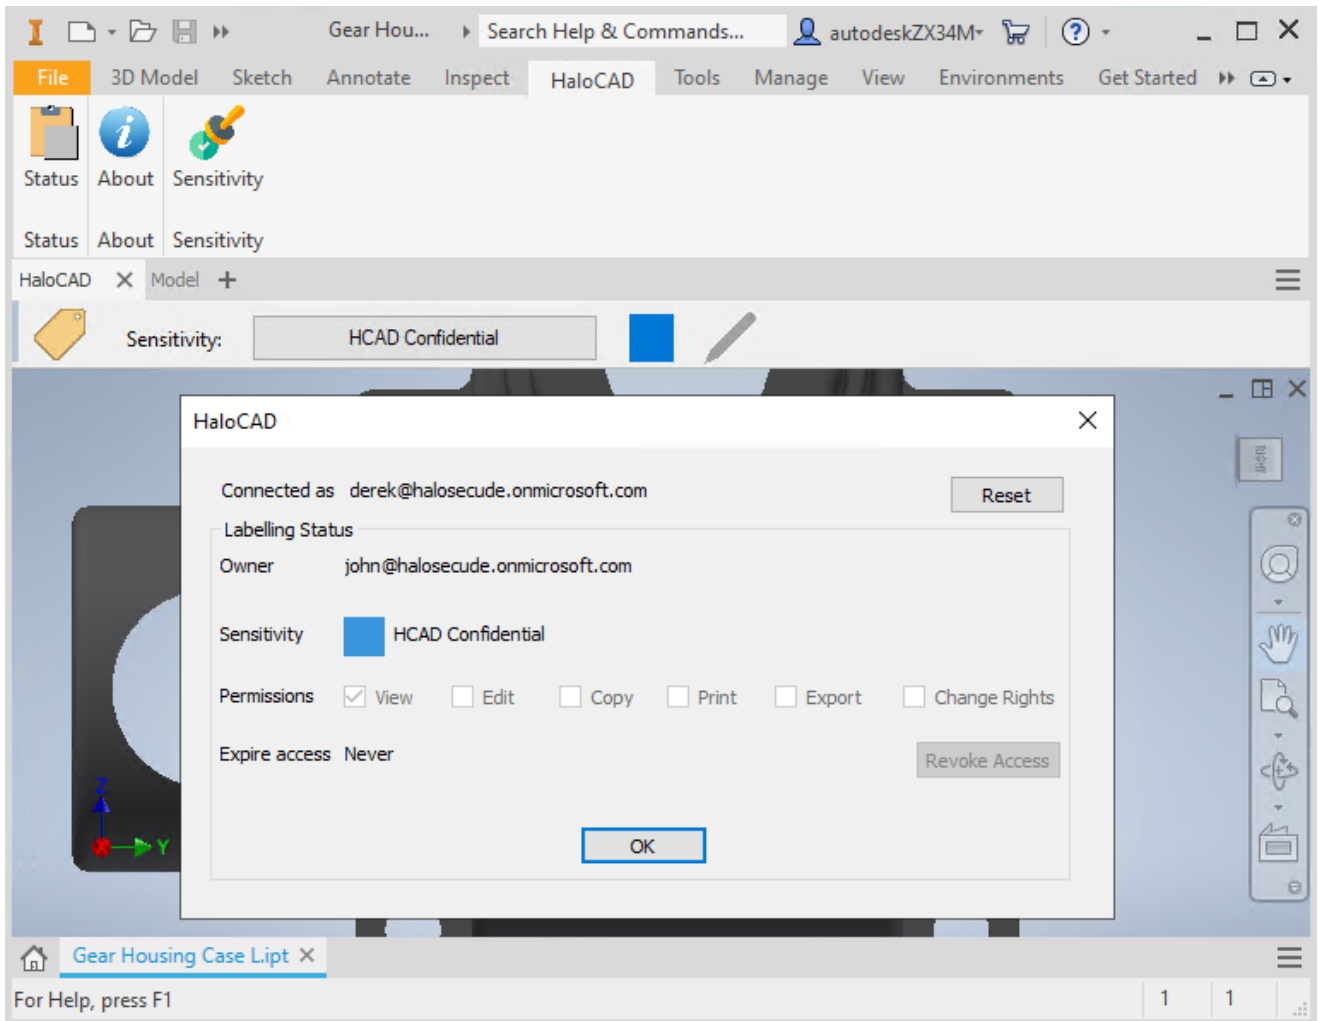 Gear Hou... Search Help & Commands... autodeskZX34M
File 3D Model Sketch Annotate Inspect HaloCAD Tools Manage View Environments Get Started
Status About Sensitivity
Status About Sensitivity
HaloCAD Model
Sensitivity: HCAD Confidential
HaloCAD
RIGHT
Connected as derek@halosecude.onmicrosoft.com Reset
Labelling Status
Owner john@halosecude.onmicrosoft.com
Sensitivity HCAD Confidential
Permissions View Edit Copy Print Export Change Rights
Expire access Never Revoke Access
Z
Y
OK
Gear Housing Case L.ipt
For Help, press F1 1 1